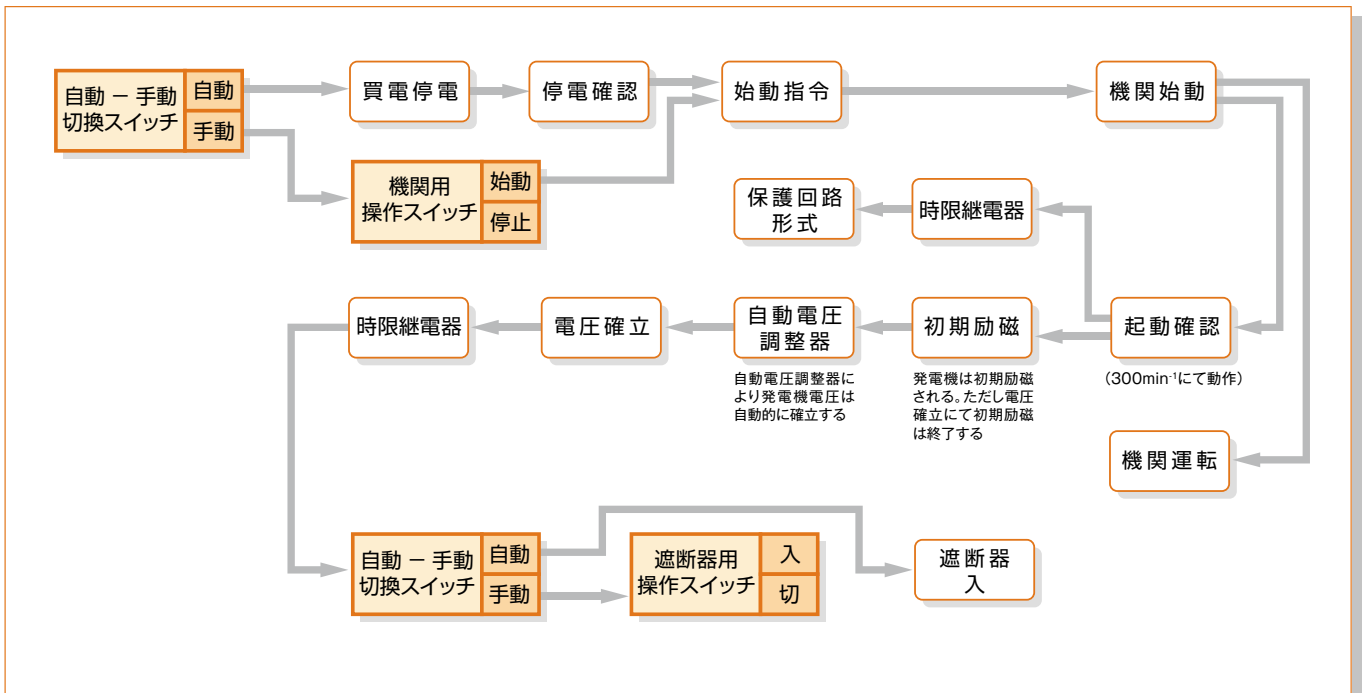 自動 − 手動
切換スイッチ
自動
手動
買電停電
停電確認
始動指令
機関始動
機関用
操作スイッチ
始動
停止
保護回路
形式
時限継電器
時限継電器
電圧確立
自動電圧
調整器
初期励磁
起動確認
自動電圧調整器に
より発電機電圧は
自動的に確立する
発電機は初期励磁
される。ただし電圧
確立にて初期励磁
は終了する
(300min⁻¹にて動作)
機関運転
自動 − 手動
切換スイッチ
自動
手動
遮断器用
操作スイッチ
入
切
遮断器
入